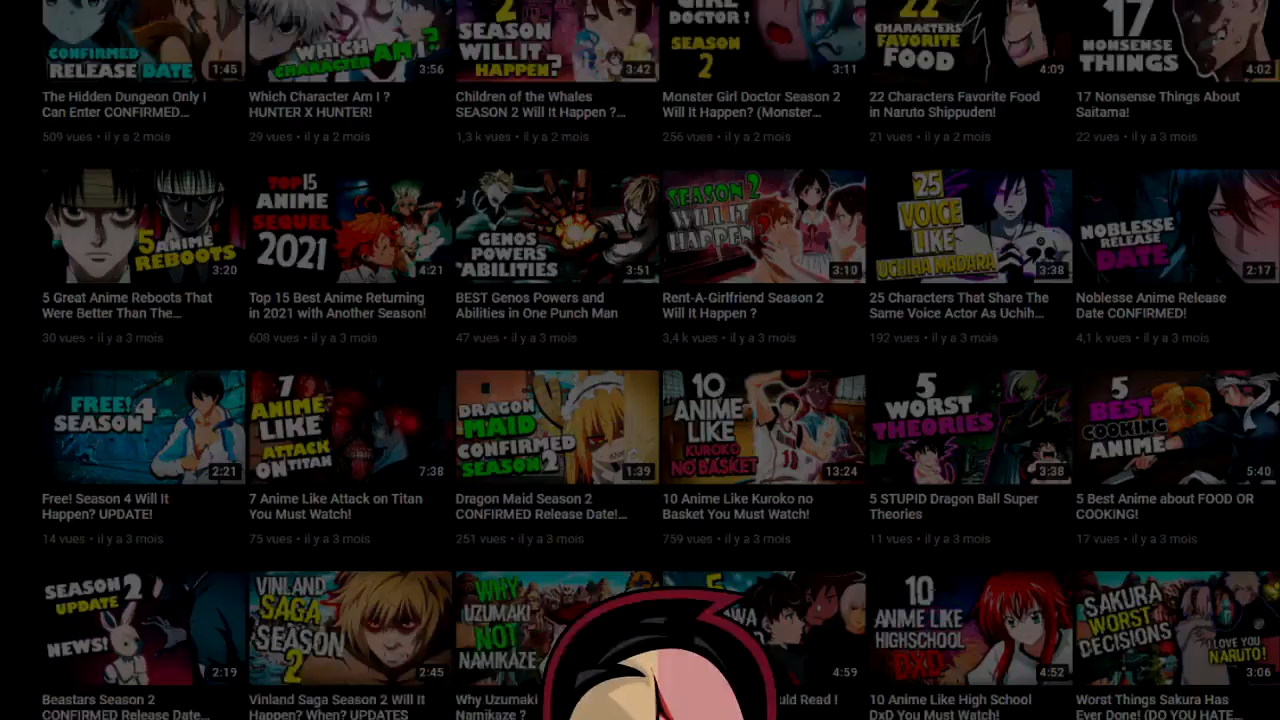 CONFIRMED
RELEASE DATE
1:45
WHICH
CHARACTER AM I?
3:56
2
SEASON
WILL IT
HAPPEN?
3:42
GIRL
DOCTOR !
SEASON
2
3:11
22
CHARACTERS
FAVORITE
FOOD
4:09
17
NONSENSE
THINGS
4:02
The Hidden Dungeon Only I
Can Enter CONFIRMED...
509 vues • il y a 2 mois
Which Character Am I ?
HUNTER X HUNTER!
29 vues • il y a 2 mois
Children of the Whales
SEASON 2 Will It Happen ?...
1,3 k vues • il y a 2 mois
Monster Girl Doctor Season 2
Will It Happen? (Monster...
256 vues • il y a 2 mois
22 Characters Favorite Food
in Naruto Shippuden!
21 vues • il y a 2 mois
17 Nonsense Things About
Saitama!
22 vues • il y a 3 mois
5 ANIME
REBOOTS
3:20
TOP 15
ANIME
SEQUEL
2021
4:21
GENOS
POWERS
ABILITIES
3:51
SEASON 2
WILL IT
HAPPEN?
3:10
25
VOICE
LIKE
UCHIHA MADARA
3:38
NOBLESSE
RELEASE
DATE
2:17
5 Great Anime Reboots That
Were Better Than The...
30 vues • il y a 3 mois
Top 15 Best Anime Returning
in 2021 with Another Season!
608 vues • il y a 3 mois
BEST Genos Powers and
Abilities in One Punch Man
47 vues • il y a 3 mois
Rent-A-Girlfriend Season 2
Will It Happen ?
3,4 k vues • il y a 3 mois
25 Characters That Share The
Same Voice Actor As Uchih...
192 vues • il y a 3 mois
Noblesse Anime Release
Date CONFIRMED!
4,1 k vues • il y a 3 mois
FREE! 4
SEASON
2:21
7
ANIME
LIKE
ATTACK
ON TITAN
7:38
DRAGON
MAID
CONFIRMED
SEASON 2
1:39
10
ANIME
LIKE
KUROKO
NO BASKET
13:24
5
WORST
THEORIES
3:38
5
BEST
COOKING
ANIME
5:40
Free! Season 4 Will It
Happen? UPDATE!
14 vues • il y a 3 mois
7 Anime Like Attack on Titan
You Must Watch!
75 vues • il y a 3 mois
Dragon Maid Season 2
CONFIRMED Release Date!...
251 vues • il y a 3 mois
10 Anime Like Kuroko no
Basket You Must Watch!
759 vues • il y a 3 mois
5 STUPID Dragon Ball Super
Theories
11 vues • il y a 3 mois
5 Best Anime about FOOD OR
COOKING!
17 vues • il y a 3 mois
SEASON 2
UPDATE
NEWS!
2:19
VINLAND
SAGA
SEASON
2
2:45
WHY
UZUMAKI
NOT
NAMIKAZE
5
4:59
10
ANIME LIKE
HIGHSCHOOL
DXD
4:52
SAKURA
WORST
DECISIONS
I LOVE YOU
NARUTO!
3:06
Beastars Season 2
CONFIRMED Release Date...
Vinland Saga Season 2 Will It
Happen? When? UPDATES
Why Uzumaki
Namikaze ?
Read !
10 Anime Like High School
DxD You Must Watch!
Worst Things Sakura Has
Ever Done! (DO YOU HATE...